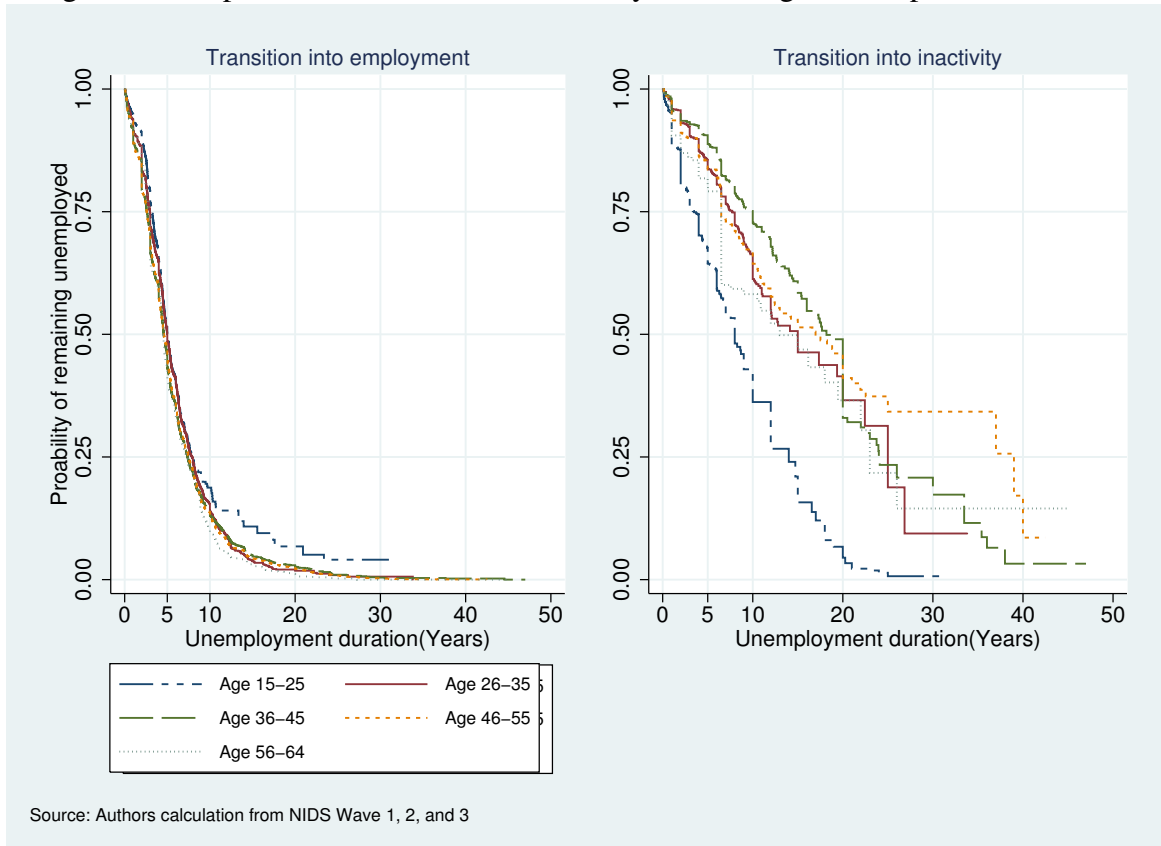 Transition into employment
Transition into inactivity
Proability of remaining unemployed
1.00
0.75
0.50
0.25
0.00
0 5 10 20 30 40 50
Unemployment duration(Years)
1.00
0.75
0.50
0.25
0.00
0 5 10 20 30 40 50
Unemployment duration(Years)
Age 15−25 Age 26−35
Age 36−45 Age 46−55
Age 56−64
Source: Authors calculation from NIDS Wave 1, 2, and 3